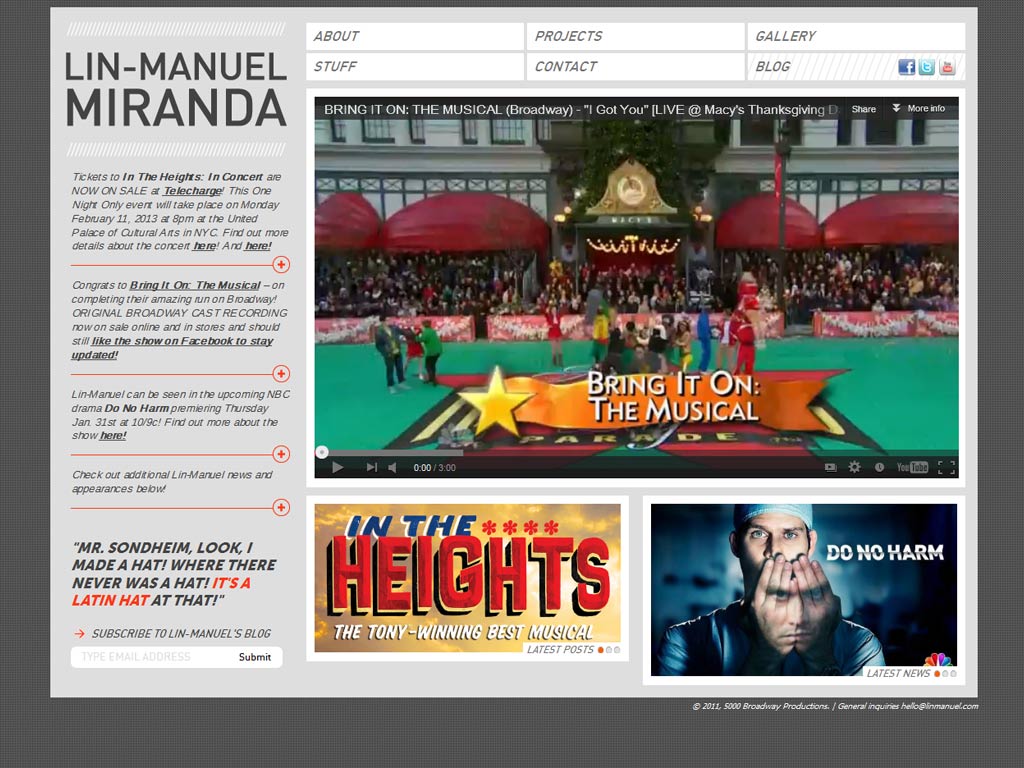 LIN-MANUEL
MIRANDA
ABOUT
PROJECTS
GALLERY
STUFF
CONTACT
BLOG
Tickets to In The Heights: In Concert are
NOW ON SALE at Telecharge! This One
Night Only event will take place on Monday
February 11, 2013 at 8pm at the United
Palace of Cultural Arts in NYC. Find out more
details about the concert here! And here!
Congrats to Bring It On: The Musical – on
completing their amazing run on Broadway!
ORIGINAL BROADWAY CAST RECORDING
now on sale online and in stores and should
still like the show on Facebook to stay
updated!
Lin-Manuel can be seen in the upcoming NBC
drama Do No Harm premiering Thursday
Jan. 31st at 10/9c! Find out more about the
show here!
Check out additional Lin-Manuel news and
appearances below!
"MR. SONDHEIM, LOOK, I
MADE A HAT! WHERE THERE
NEVER WAS A HAT! IT'S A
LATIN HAT AT THAT!"
SUBSCRIBE TO LIN-MANUEL'S BLOG
TYPE EMAIL ADDRESS Submit
BRING IT ON: THE MUSICAL (Broadway) - "I Got You" [LIVE @ Macy's Thanksgiving D
Share
More info
MACY'S
BRING IT ON:
THE MUSICAL
PARADE
0:00 / 3:00
YouTube
IN THE ****
HEIGHTS
THE TONY-WINNING BEST MUSICAL
LATEST POSTS
DO NO HARM
LATEST NEWS
© 2011, 5000 Broadway Productions. | General inquiries hello@linmanuel.com